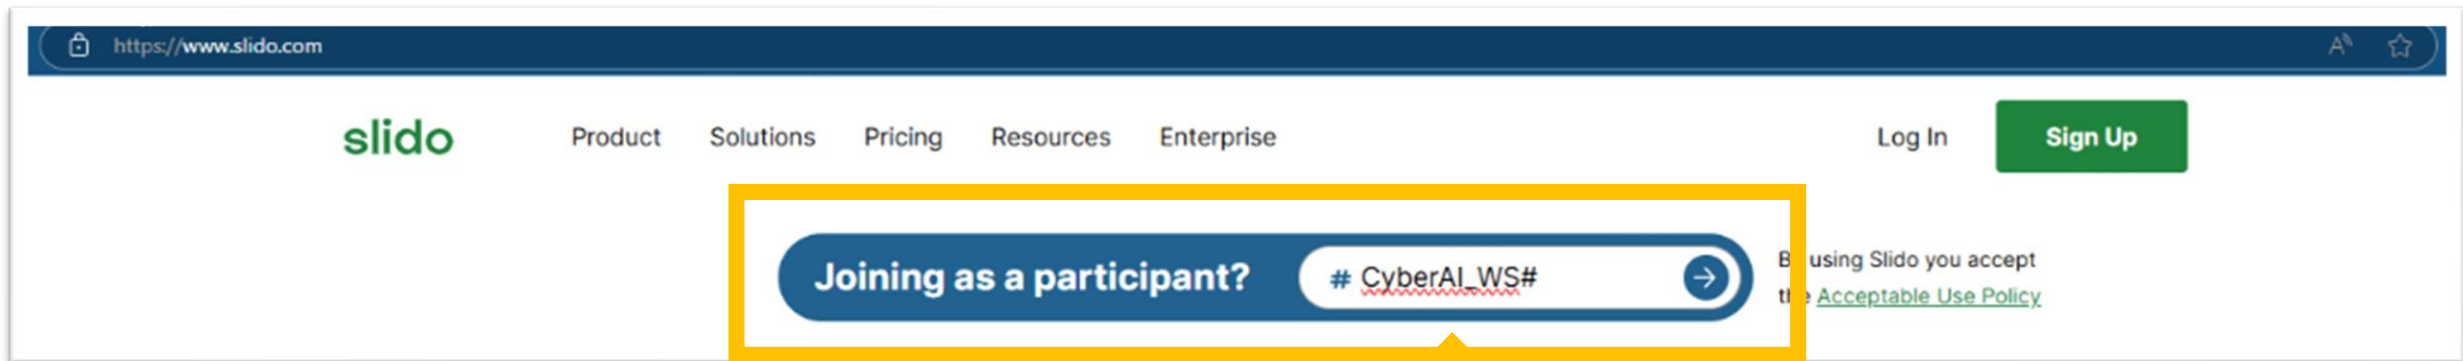 https://www.slido.com
slido Product Solutions Pricing Resources Enterprise Log In Sign Up
Joining as a participant? # CyberAI_WS#
using Slido you accept
Acceptable Use Policy